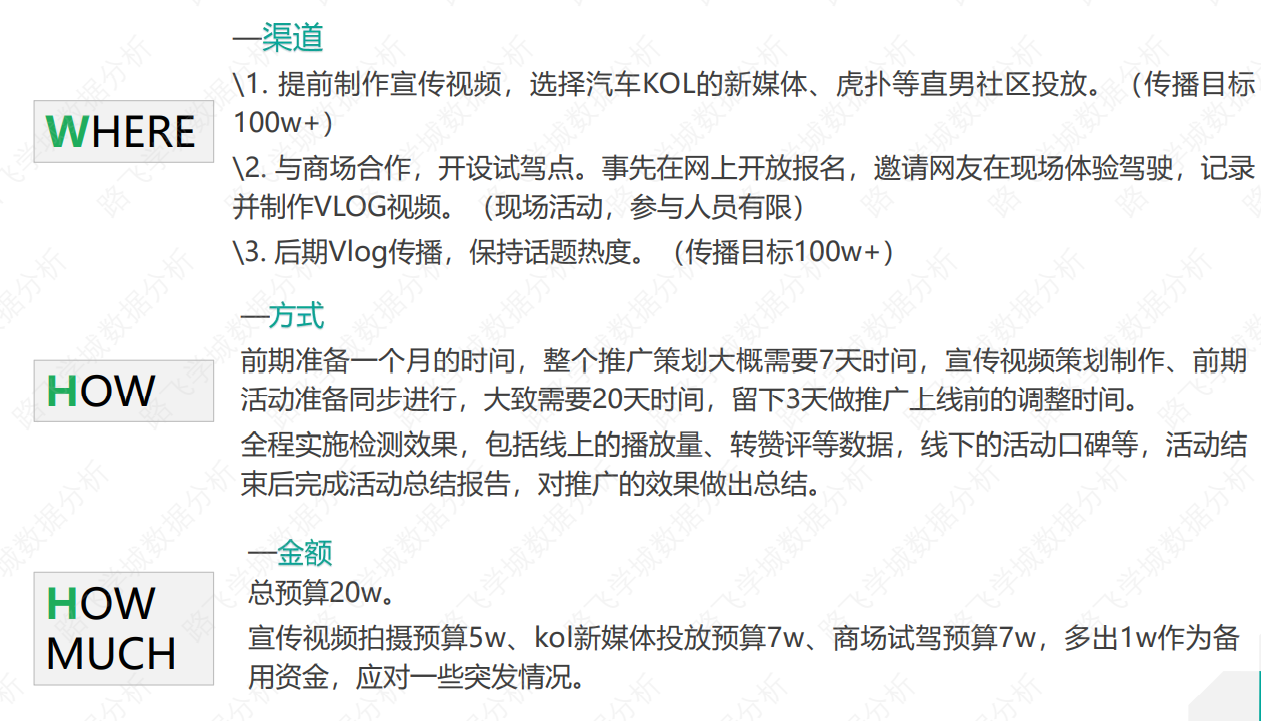 —渠道
WHERE
\1. 提前制作宣传视频，选择汽车KOL的新媒体、虎扑等直男社区投放。（传播目标
100w+）
\2. 与商场合作，开设试驾点。事先在网上开放报名，邀请网友在现场体验驾驶，记录
并制作VLOG视频。（现场活动，参与人员有限）
\3. 后期Vlog传播，保持话题热度。（传播目标100w+）
—方式
HOW
前期准备一个月的时间，整个推广策划大概需要7天时间，宣传视频策划制作、前期
活动准备同步进行，大致需要20天时间，留下3天做推广上线前的调整时间。
全程实施检测效果，包括线上的播放量、转赞评等数据，线下的活动口碑等，活动结
束后完成活动总结报告，对推广的效果做出总结。
—金额
HOW
MUCH
总预算20w。
宣传视频拍摄预算5w、kol新媒体投放预算7w、商场试驾预算7w，多出1w作为备
用资金，应对一些突发情况。
路飞学城数据分析